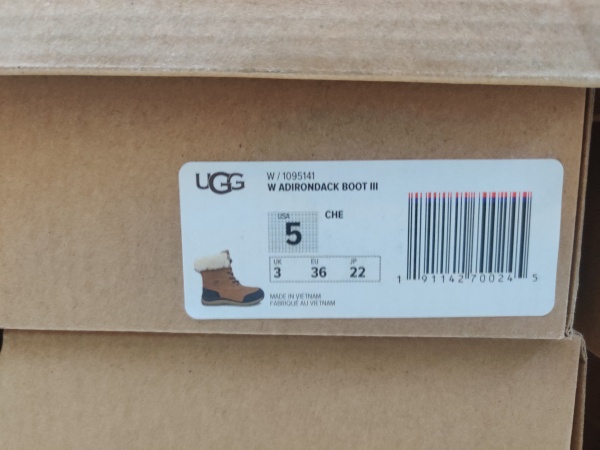 UGG
W / 1095141
W ADIRONDACK BOOT III
USA
5
CHE
UK EU JP
3 36 22
MADE IN VIETNAM
FABRIQUÉ AU VIETNAM
1 91142 70024 5